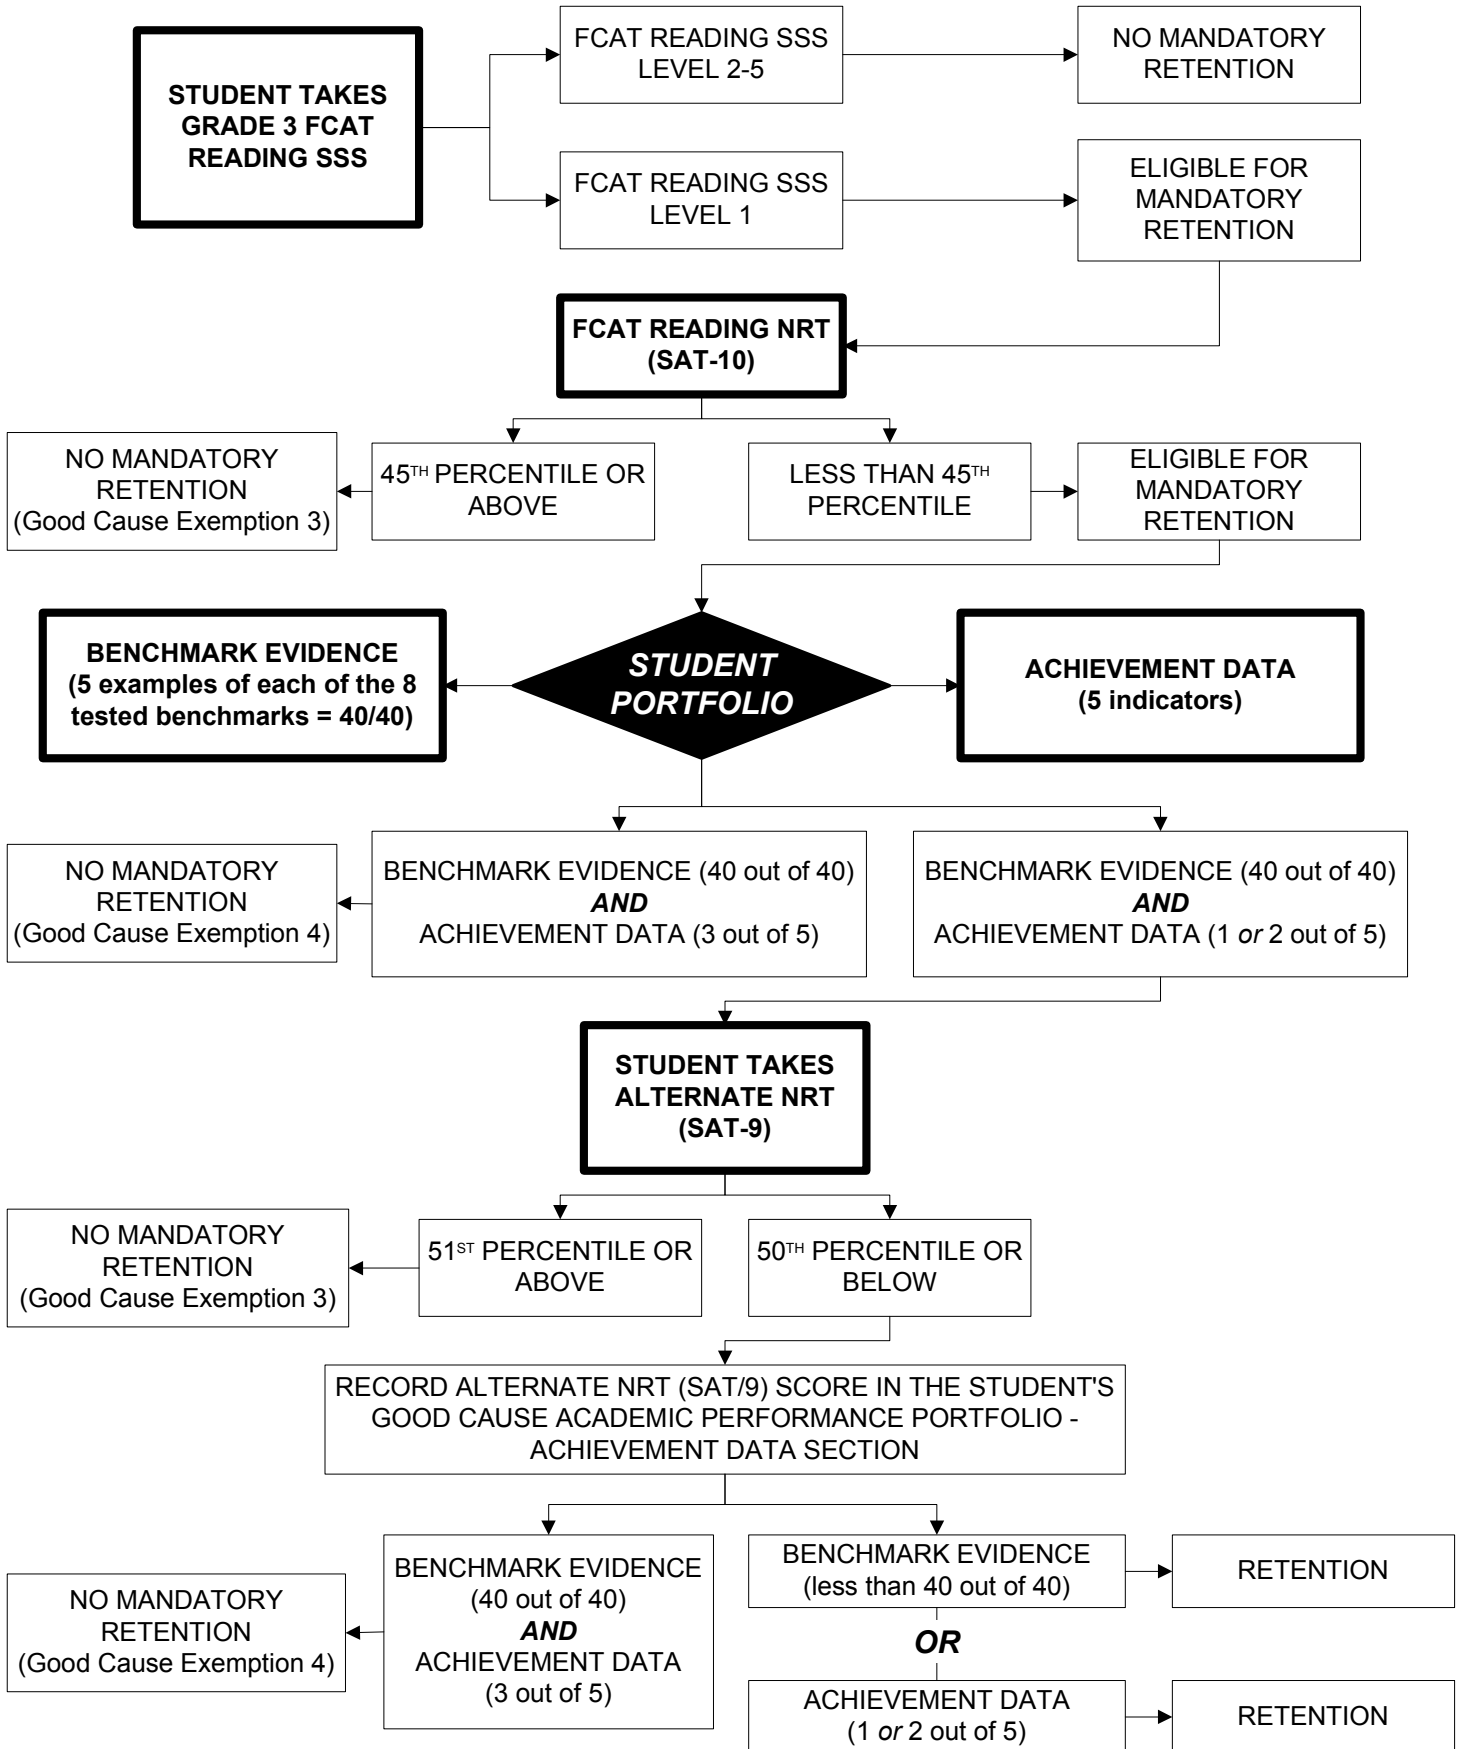 STUDENT TAKES
GRADE 3 FCAT
READING SSS
FCAT READING SSS
LEVEL 2-5
NO MANDATORY
RETENTION
FCAT READING SSS
LEVEL 1
ELIGIBLE FOR
MANDATORY
RETENTION
FCAT READING NRT
(SAT-10)
NO MANDATORY
RETENTION
(Good Cause Exemption 3)
45TH PERCENTILE OR
ABOVE
LESS THAN 45TH
PERCENTILE
ELIGIBLE FOR
MANDATORY
RETENTION
BENCHMARK EVIDENCE
(5 examples of each of the 8
tested benchmarks = 40/40)
STUDENT
PORTFOLIO
ACHIEVEMENT DATA
(5 indicators)
NO MANDATORY
RETENTION
(Good Cause Exemption 4)
BENCHMARK EVIDENCE (40 out of 40)
AND
ACHIEVEMENT DATA (3 out of 5)
BENCHMARK EVIDENCE (40 out of 40)
AND
ACHIEVEMENT DATA (1 or 2 out of 5)
STUDENT TAKES
ALTERNATE NRT
(SAT-9)
NO MANDATORY
RETENTION
(Good Cause Exemption 3)
51ST PERCENTILE OR
ABOVE
50TH PERCENTILE OR
BELOW
RECORD ALTERNATE NRT (SAT/9) SCORE IN THE STUDENT'S
GOOD CAUSE ACADEMIC PERFORMANCE PORTFOLIO -
ACHIEVEMENT DATA SECTION
NO MANDATORY
RETENTION
(Good Cause Exemption 4)
BENCHMARK EVIDENCE
(40 out of 40)
AND
ACHIEVEMENT DATA
(3 out of 5)
BENCHMARK EVIDENCE
(less than 40 out of 40)
RETENTION
OR
ACHIEVEMENT DATA
(1 or 2 out of 5)
RETENTION